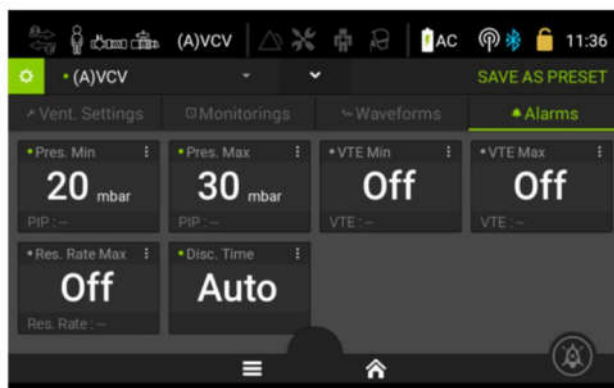 (A)VCV AC 11:36
(A)VCV SAVE AS PRESET
Vent. Settings Monitorings Waveforms Alarms
Pres. Min Pres. Max VTE Min VTE Max
20 mbar 30 mbar Off Off
PIP : -- PIP : -- VTE : -- VTE : --
Res. Rate Max Disc. Time
Off Auto
Res. Rate : --